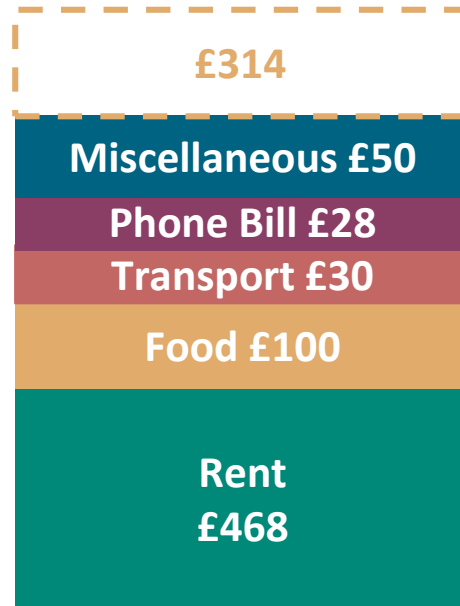 £314
Miscellaneous £50
Phone Bill £28
Transport £30
Food £100
Rent
£468